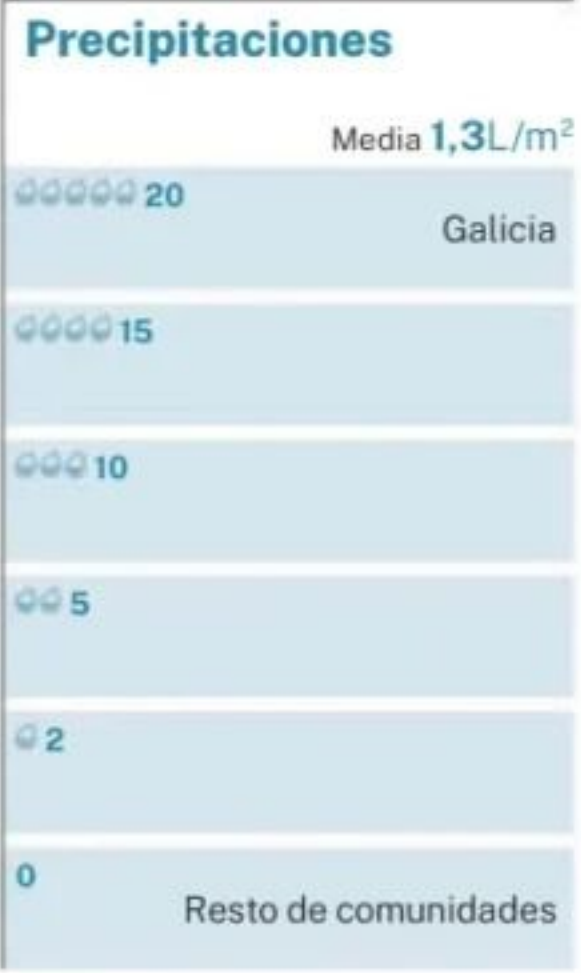 Precipitaciones
Media 1,3L/m²
20
Galicia
15
10
5
2
0
Resto de comunidades